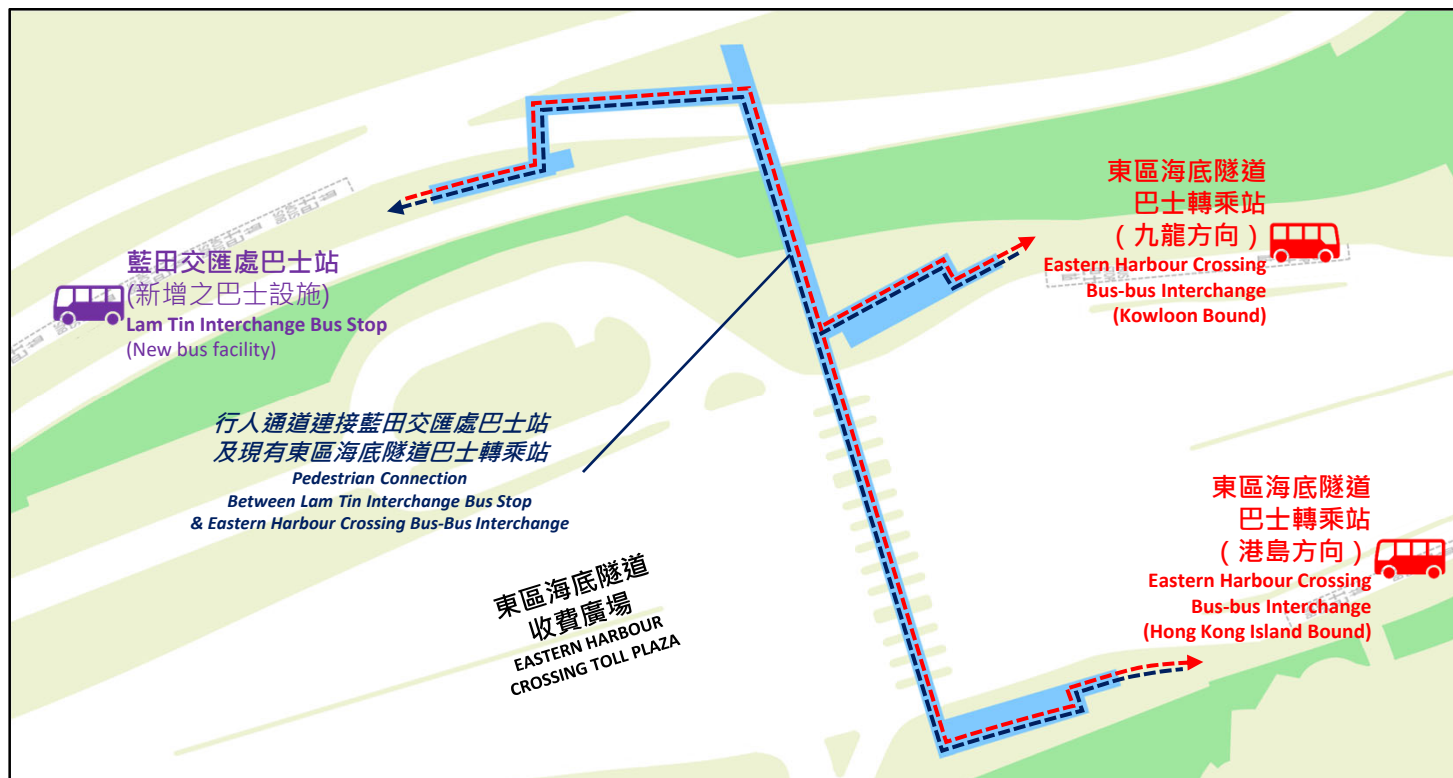 東區海底隧道
巴士轉乘站
（九龍方向）
Eastern Harbour Crossing
Bus-bus Interchange
(Kowloon Bound)
藍田交匯處巴士站
(新增之巴士設施)
Lam Tin Interchange Bus Stop
(New bus facility)
行人通道連接藍田交匯處巴士站
及現有東區海底隧道巴士轉乘站
Pedestrian Connection
Between Lam Tin Interchange Bus Stop
& Eastern Harbour Crossing Bus-Bus Interchange
東區海底隧道
巴士轉乘站
（港島方向）
Eastern Harbour Crossing
Bus-bus Interchange
(Hong Kong Island Bound)
東區海底隧道
收費廣場
EASTERN HARBOUR
CROSSING TOLL PLAZA